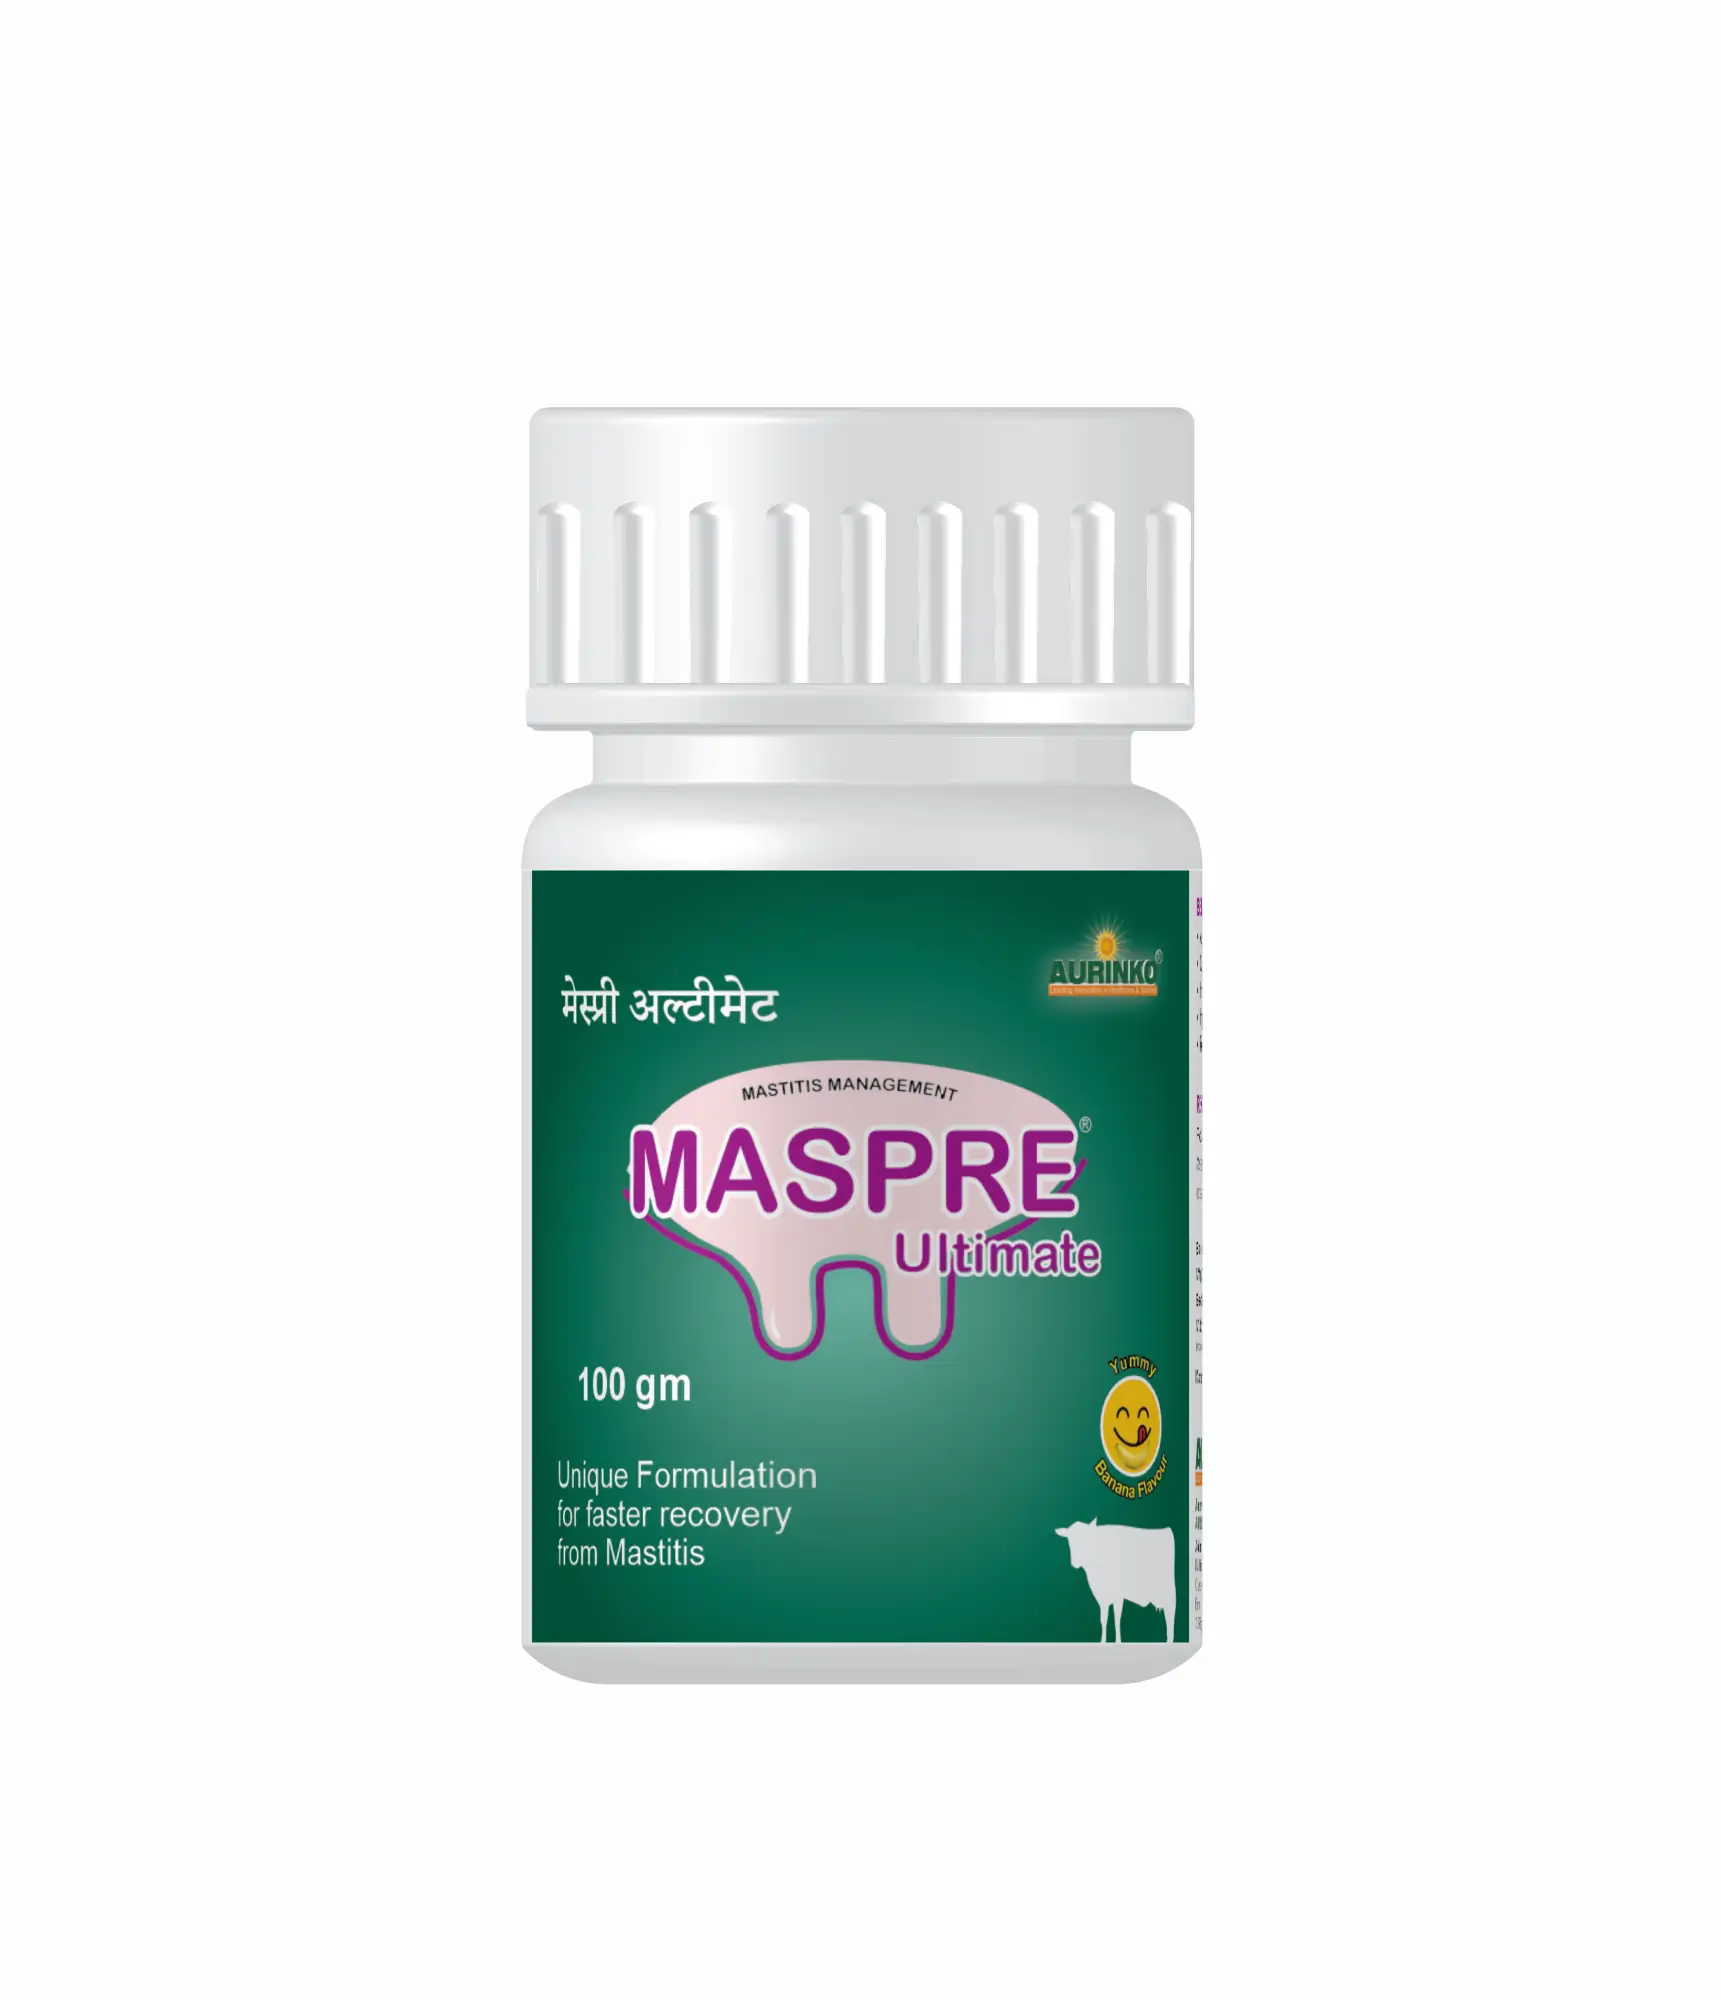 मेस्प्री अल्टीमेट
AURINKO®
MASTITIS MANAGEMENT
MASPRE®
Ultimate
100 gm
Yummy
Banana Flavour
Unique Formulation
for faster recovery
from Mastitis